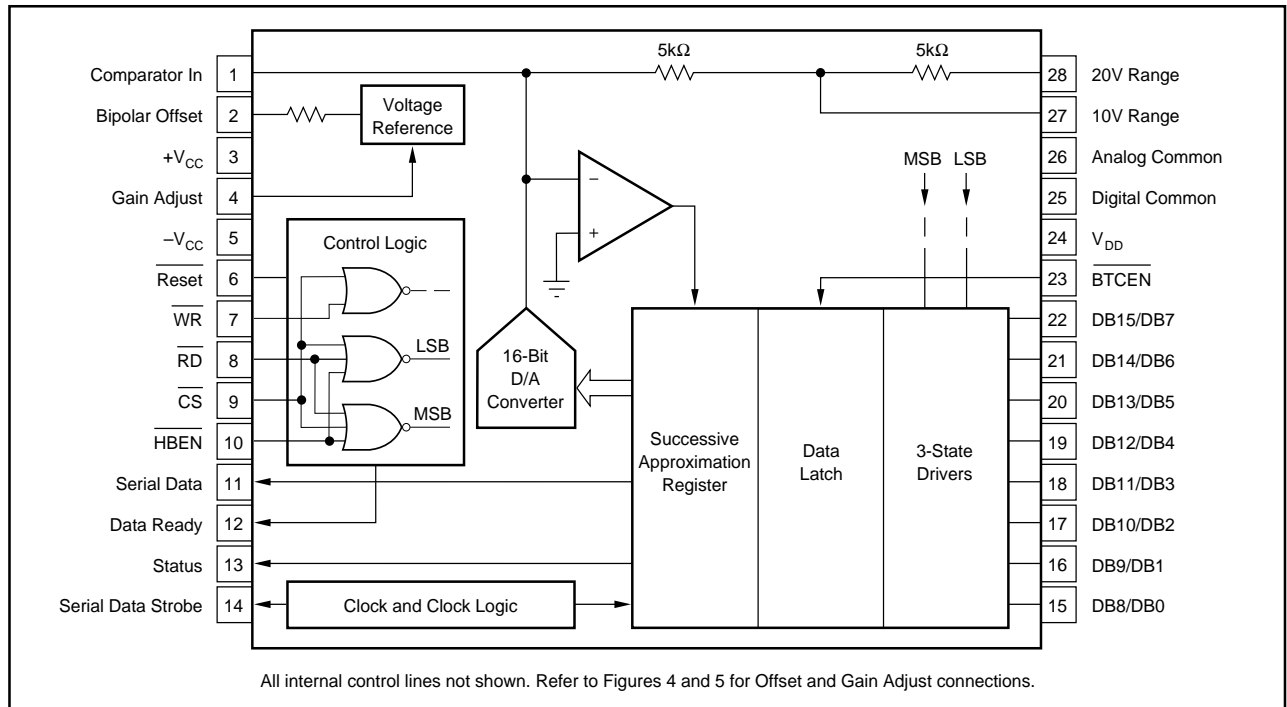 5kΩ 5kΩ
Comparator In 1 28 20V Range
Bipolar Offset 2 Voltage Reference 27 10V Range
+VCC 3 26 Analog Common
MSB LSB
Gain Adjust 4 − 25 Digital Common
–VCC 5 Control Logic + 24 VDD
Reset 6 23 BTCEN
WR 7 22 DB15/DB7
LSB
RD 8 21 DB14/DB6
16-Bit
D/A
Converter
CS 9 20 DB13/DB5
MSB
HBEN 10 19 DB12/DB4
Successive
Approximation
Register
Data
Latch
3-State
Drivers
Serial Data 11 18 DB11/DB3
Data Ready 12 17 DB10/DB2
Status 13 16 DB9/DB1
Serial Data Strobe 14 Clock and Clock Logic 15 DB8/DB0
All internal control lines not shown. Refer to Figures 4 and 5 for Offset and Gain Adjust connections.